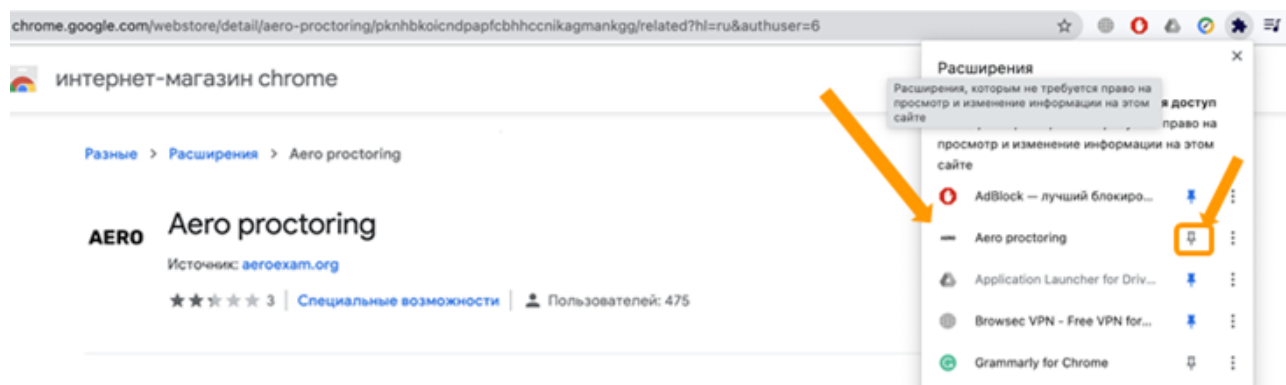 chrome.google.com/webstore/detail/aero-proctoring/pknhbkoicndpapfcbhhccnikagmankgg/related?hl=ru&authuser=6
интернет-магазин chrome
Разные > Расширения > Aero proctoring
AERO
Aero proctoring
Источник: aeroexam.org
3
Специальные возможности
Пользователей: 475
Расширения
Расширения, которым не требуется право на
просмотр и изменение информации на этом
сайте
я доступ
право на
просмотр и изменение информации на этом
сайте
AdBlock — лучший блокиро...
AERO
Aero proctoring
Application Launcher for Driv...
Browsec VPN - Free VPN for...
Grammarly for Chrome